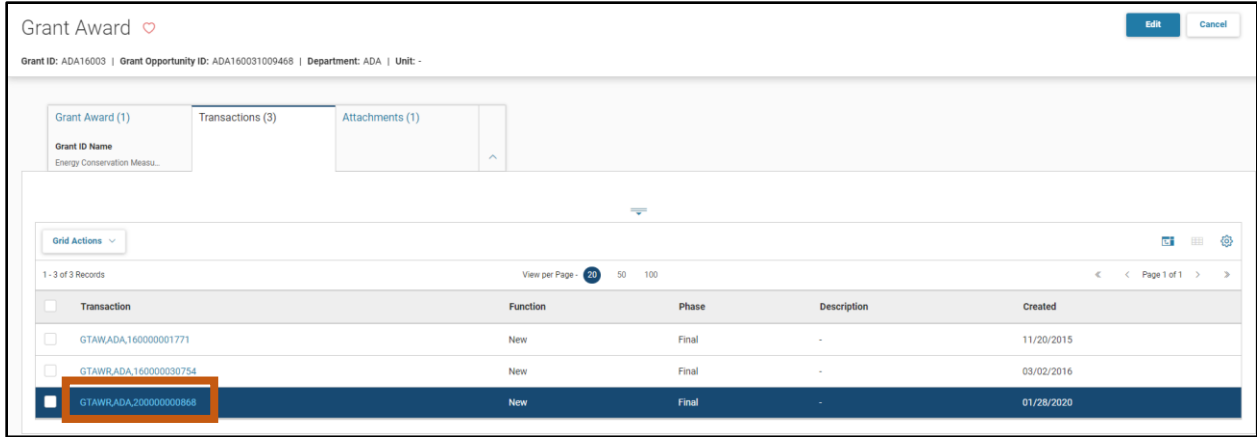 Grant Award
Edit
Cancel
Grant ID: ADA16003 | Grant Opportunity ID: ADA160031009468 | Department: ADA | Unit: -
Grant Award (1)
Transactions (3)
Attachments (1)
Grant ID Name
Energy Conservation Measu...
Grid Actions
1 - 3 of 3 Records
View per Page - 20 50 100
Page 1 of 1
Transaction Function Phase Description Created
GTAW,ADA,160000001771 New Final - 11/20/2015
GTAWR,ADA,160000030754 New Final - 03/02/2016
GTAWR,ADA,200000000868 New Final - 01/28/2020